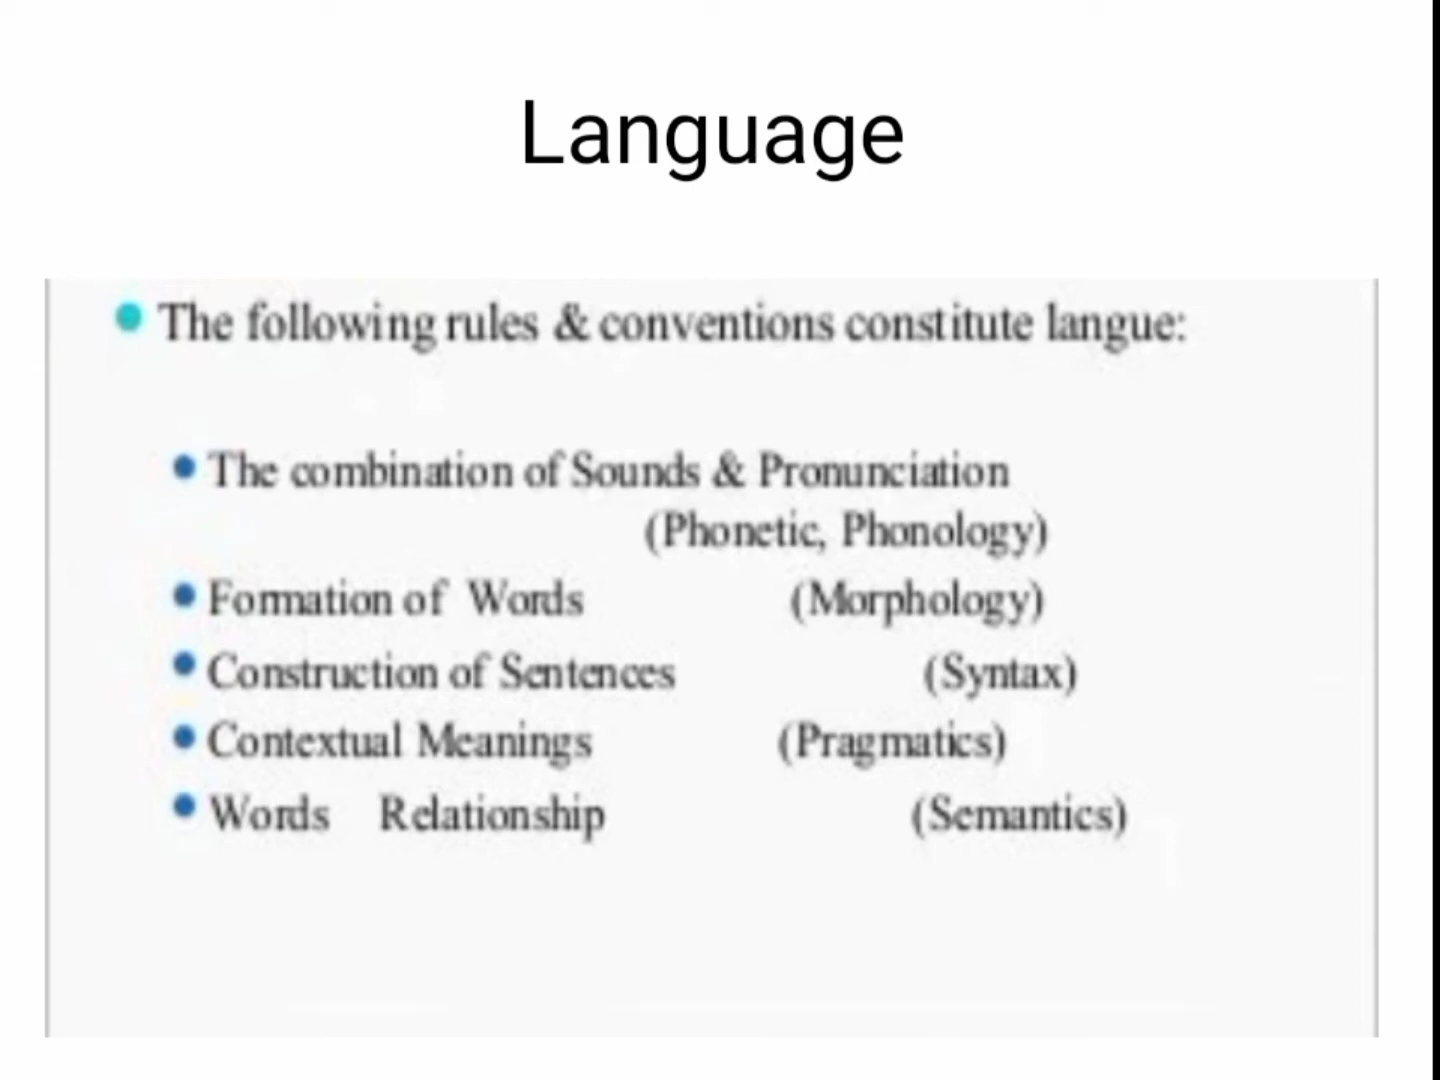 Language
The following rules & conventions constitute langue:
The combination of Sounds & Pronunciation
(Phonetic, Phonology)
Formation of Words (Morphology)
Construction of Sentences (Syntax)
Contextual Meanings (Pragmatics)
Words Relationship (Semantics)